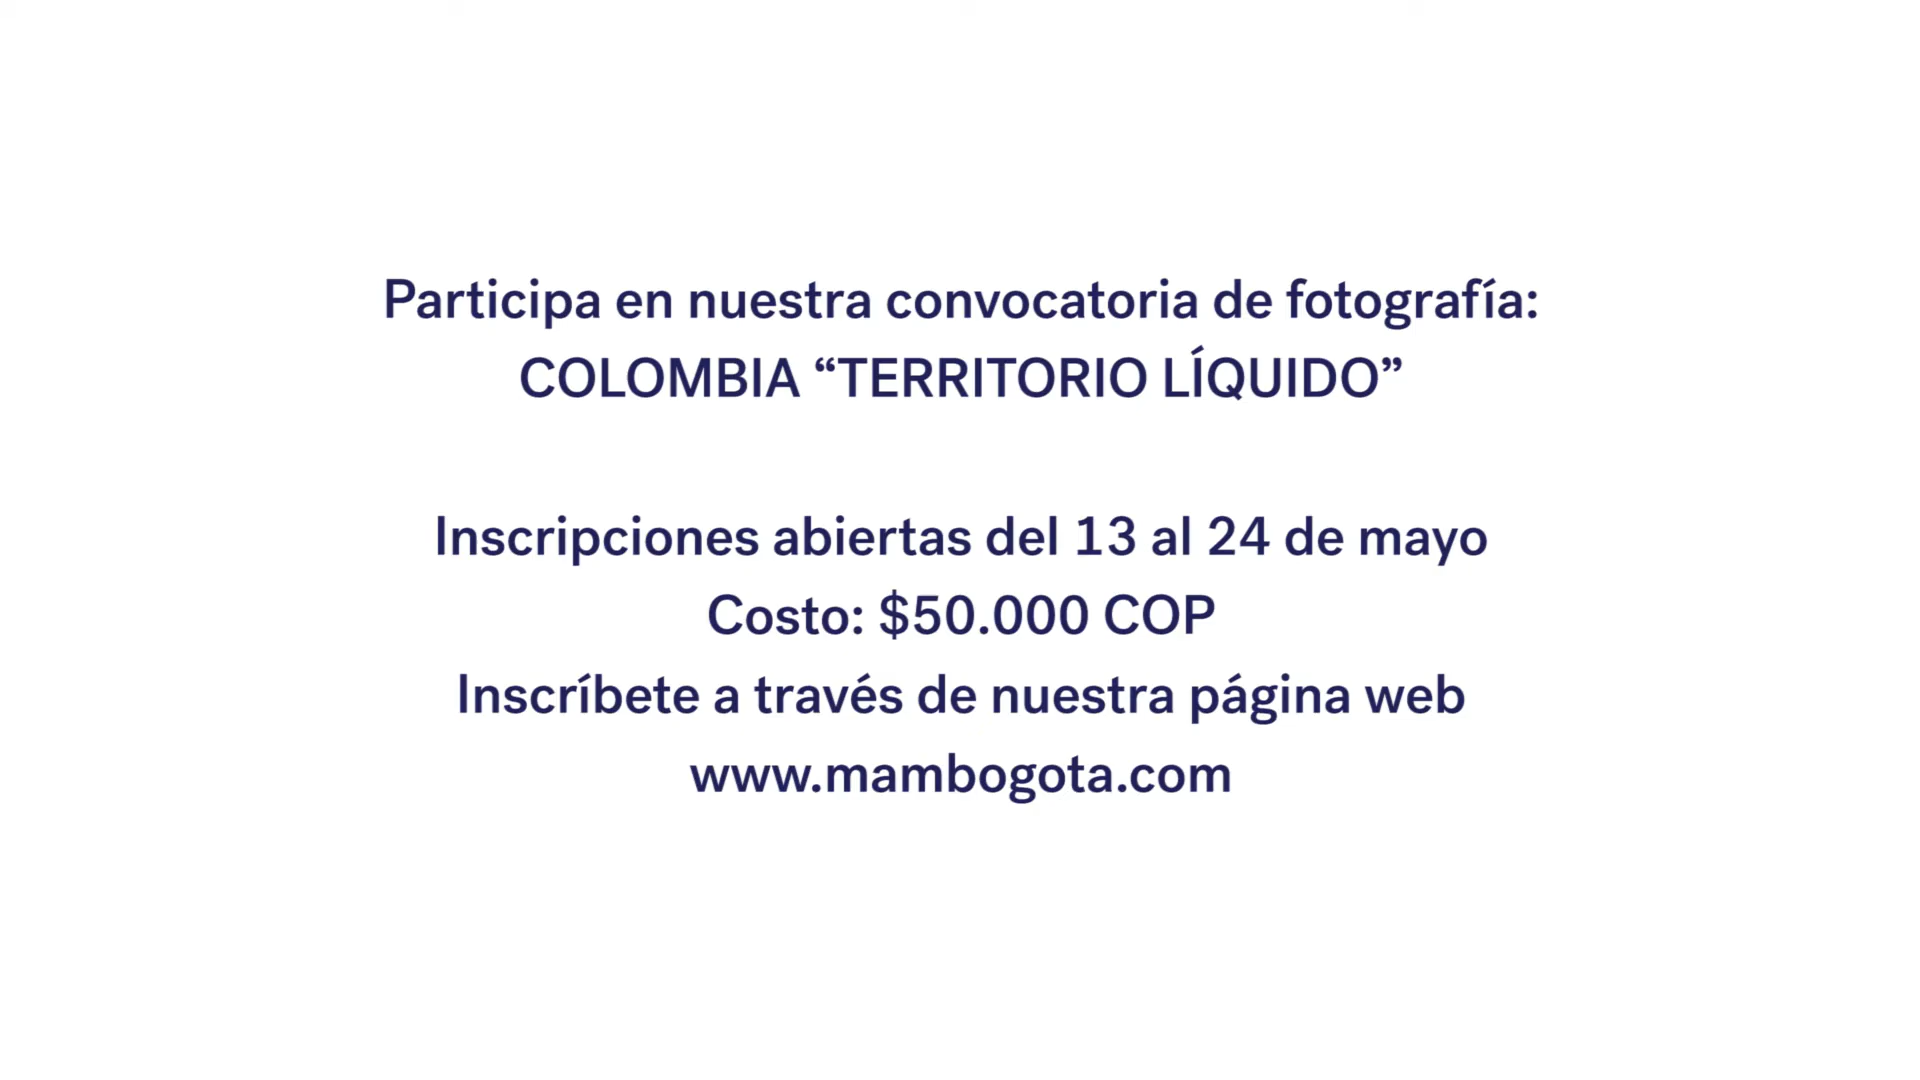 Participa en nuestra convocatoria de fotografía:
COLOMBIA “TERRITORIO LÍQUIDO”
Inscripciones abiertas del 13 al 24 de mayo
Costo: $50.000 COP
Inscríbete a través de nuestra página web
www.mambogota.com